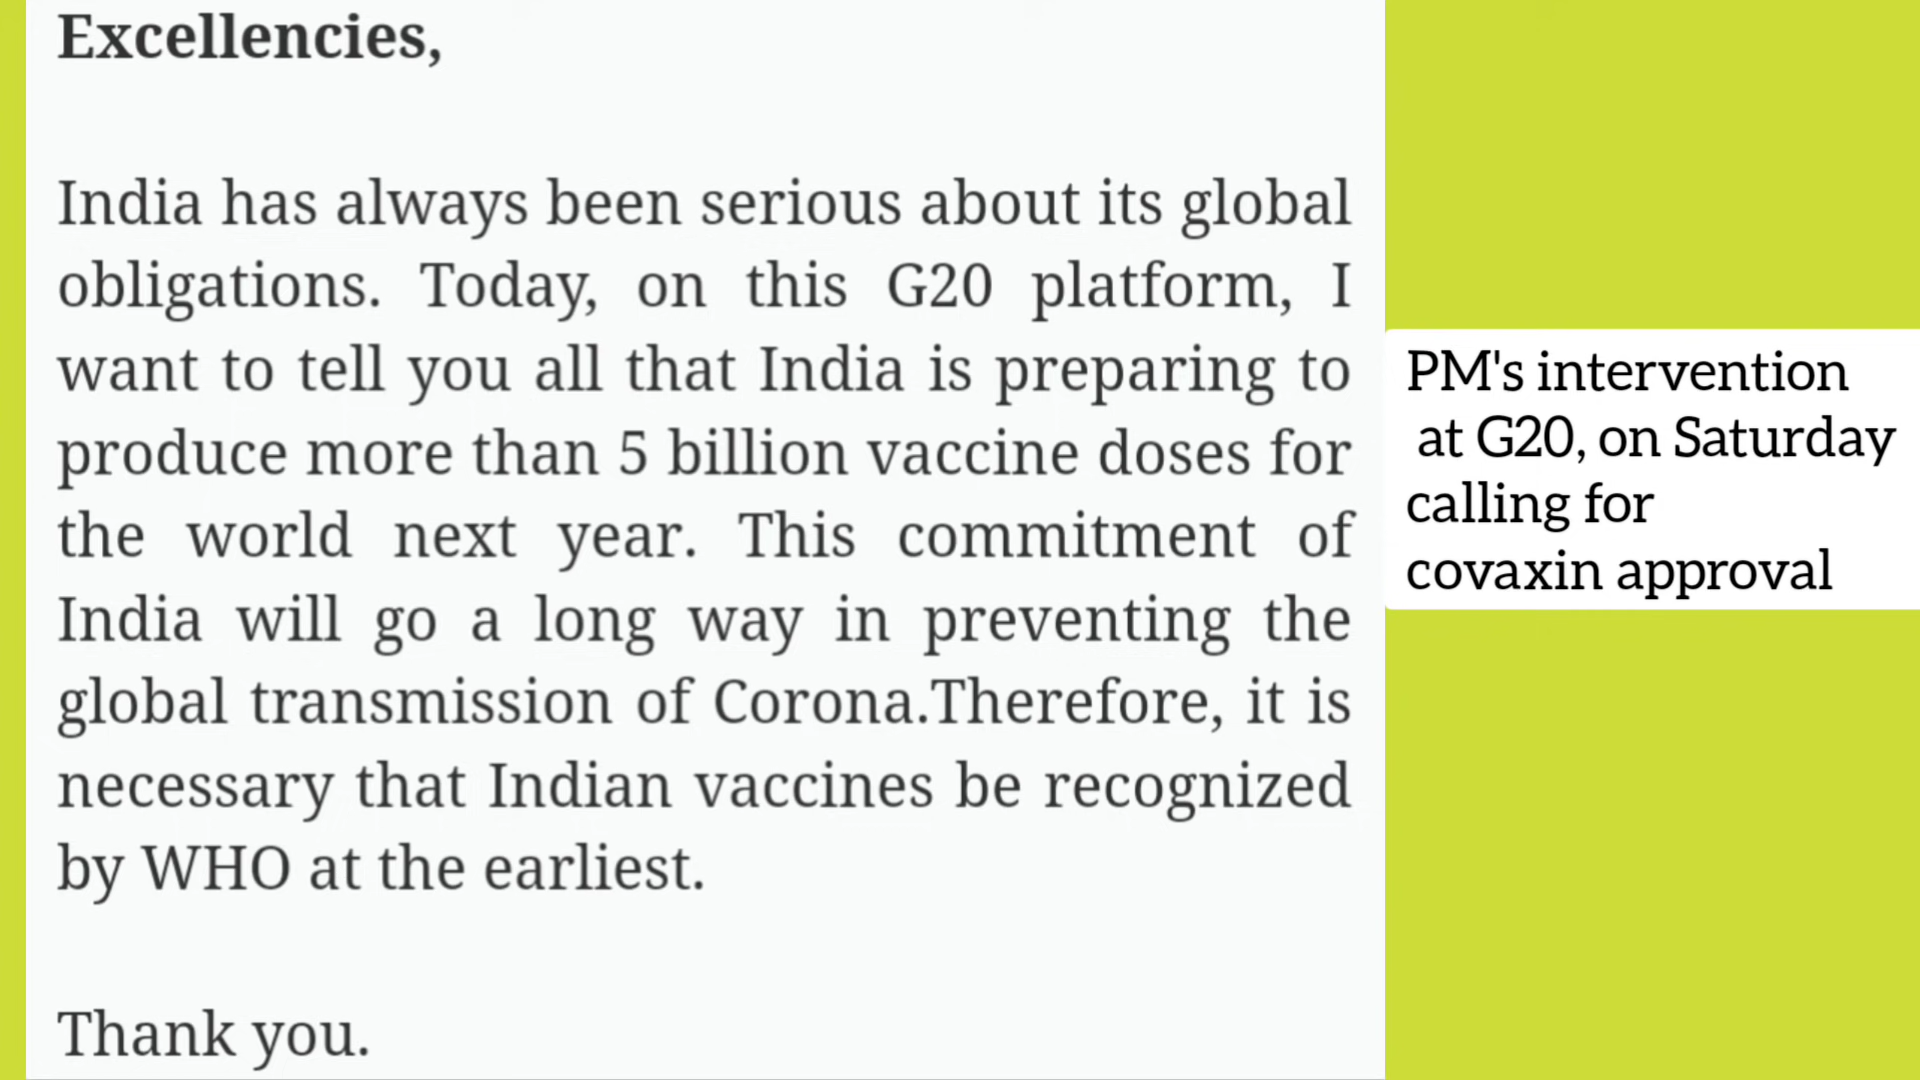 Excellencies,
India has always been serious about its global
obligations. Today, on this G20 platform, I
want to tell you all that India is preparing to
produce more than 5 billion vaccine doses for
the world next year. This commitment of
India will go a long way in preventing the
global transmission of Corona.Therefore, it is
necessary that Indian vaccines be recognized
by WHO at the earliest.
Thank you.
PM's intervention
at G20, on Saturday
calling for
covaxin approval